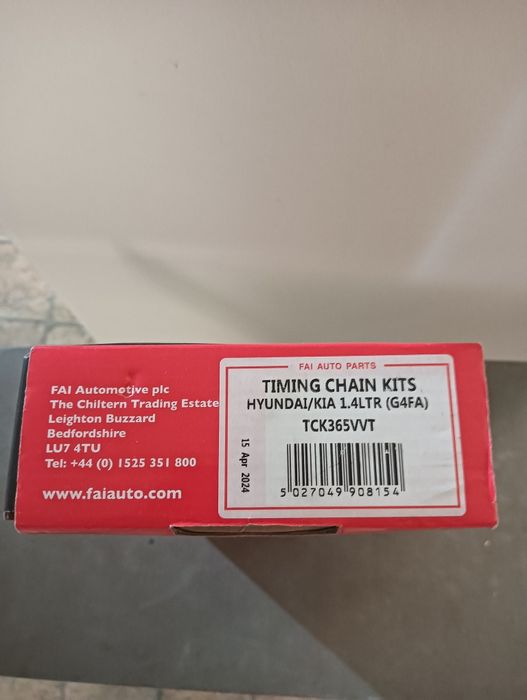 FAI Automotive plc
The Chiltern Trading Estate
Leighton Buzzard
Bedfordshire
LU7 4TU
Tel: +44 (0) 1525 351 800
www.faiauto.com
FAI AUTO PARTS
TIMING CHAIN KITS
HYUNDAI/KIA 1.4LTR (G4FA)
TCK365VVT
15 Apr 2024
5 027049 908154